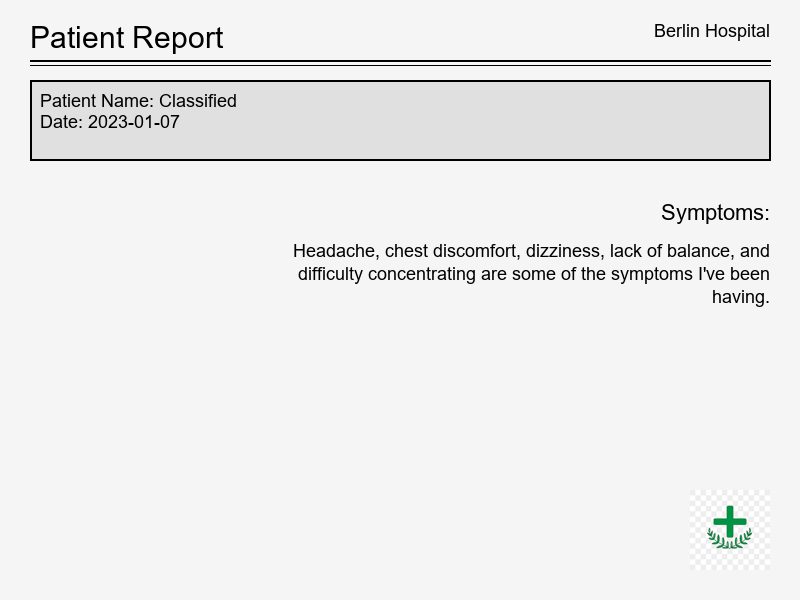 Patient Report
Berlin Hospital
Patient Name: Classified
Date: 2023-01-07
Symptoms:
Headache, chest discomfort, dizziness, lack of balance, and
difficulty concentrating are some of the symptoms I've been
having.